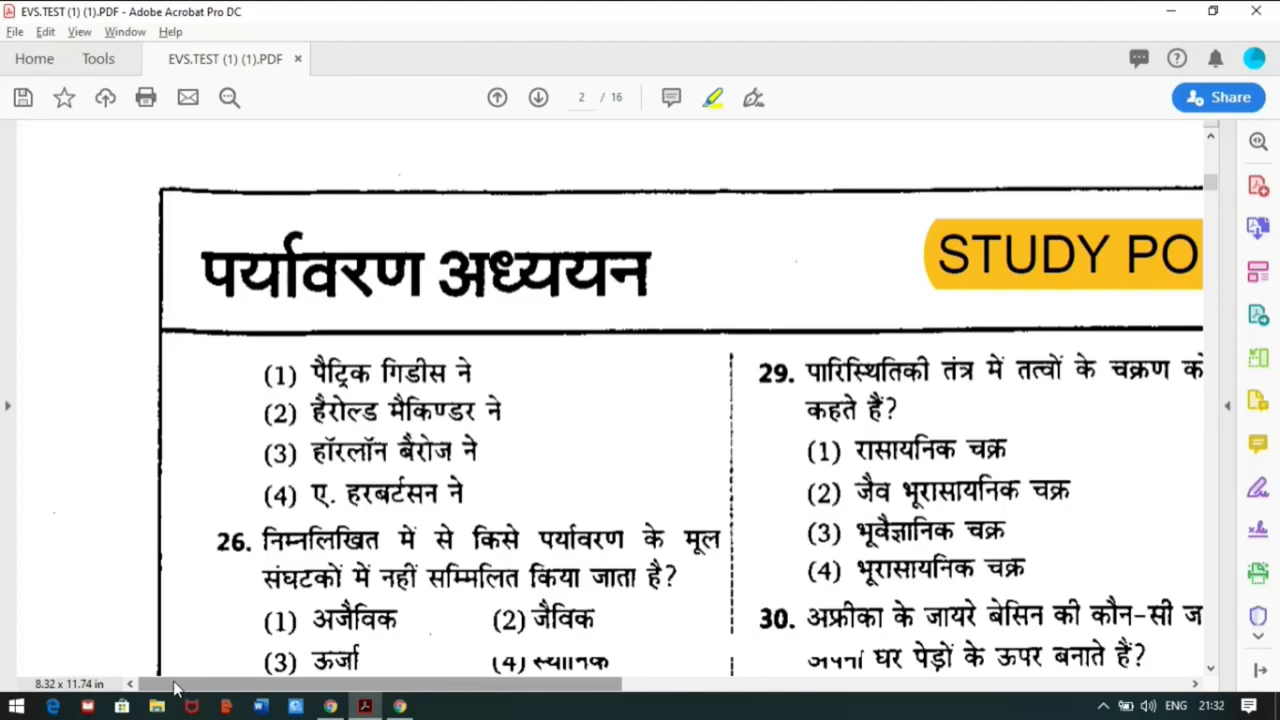 EVS.TEST (1) (1).PDF - Adobe Acrobat Pro DC
File Edit View Window Help
Home Tools EVS.TEST (1) (1).PDF ×
2 / 16
Share
पर्यावरण अध्ययन
STUDY PO
(1) पैट्रिक गिडीस ने
(2) हैरोल्ड मैकिण्डर ने
(3) हॉरलॉन बैरोज ने
(4) ए. हरबर्टसन ने
26. निम्नलिखित में से किसे पर्यावरण के मूल
संघटकों में नहीं सम्मिलित किया जाता है?
(1) अजैविक (2) जैविक
(3) ऊर्जा (4) स्थानिक
29. पारिस्थितिकी तंत्र में तत्वों के चक्रण को
कहते हैं?
(1) रासायनिक चक्र
(2) जैव भूरासायनिक चक्र
(3) भूवैज्ञानिक चक्र
(4) भूरासायनिक चक्र
30. अफ्रीका के जायरे बेसिन की कौन-सी ज
अपना घर पेड़ों के ऊपर बनाते हैं?
8.32 x 11.74 in
ENG 21:32